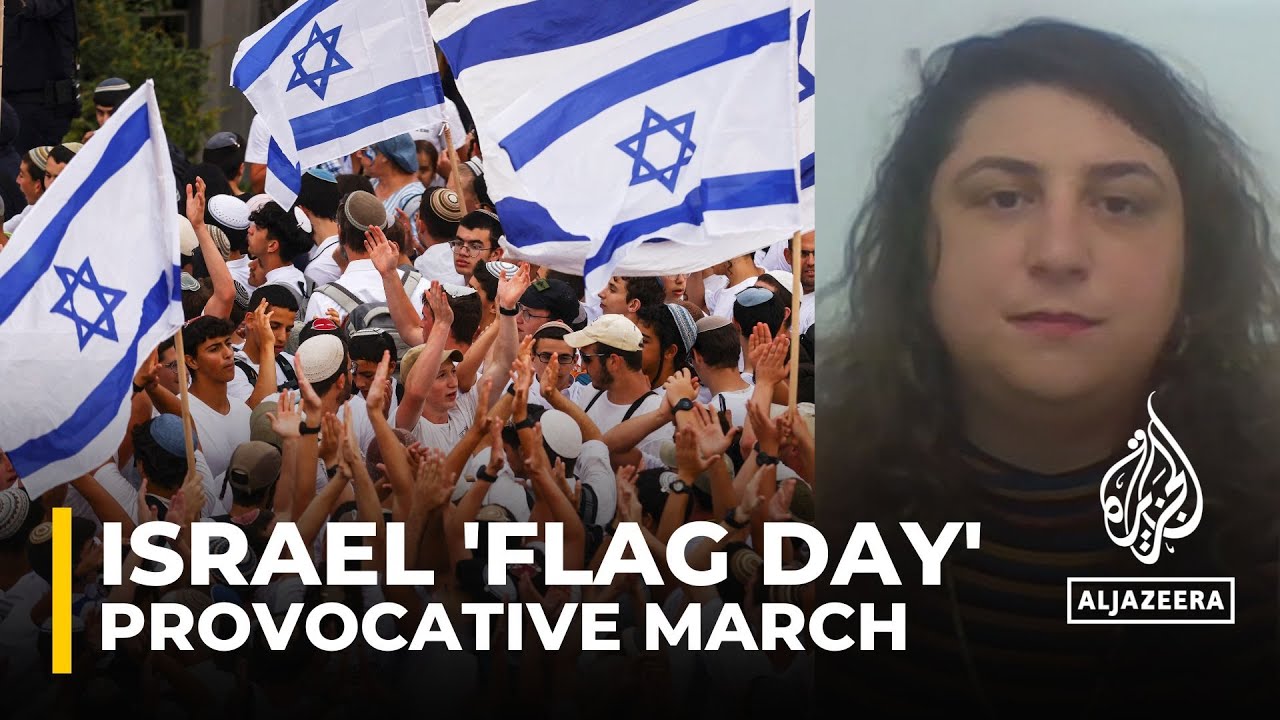 ISRAEL 'FLAG DAY'
PROVOCATIVE MARCH
الجزيرة
ALJAZEERA